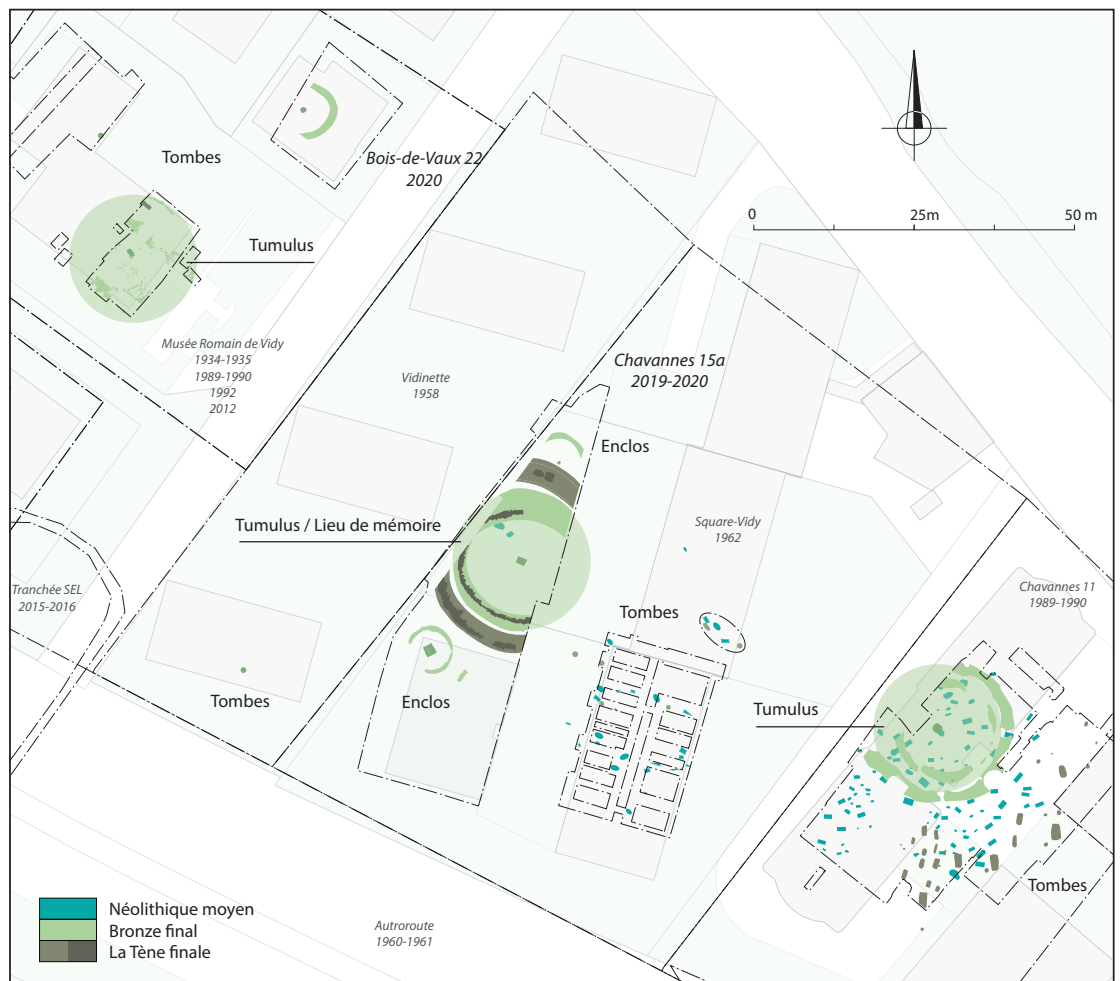 Tombes
Bois-de-Vaux 22
2020
Tumulus
0
25m
50 m
Musée Romain de Vidy
1934-1935
1989-1990
1992
2012
Vidinette
1958
Chavannes 15a
2019-2020
Enclos
Tumulus / Lieu de mémoire
Square-Vidy
1962
Tranchée SEL
2015-2016
Chavannes 11
1989-1990
Tombes
Tombes
Enclos
Tumulus
Tombes
Néolithique moyen
Bronze final
La Tène finale
Autroroute
1960-1961